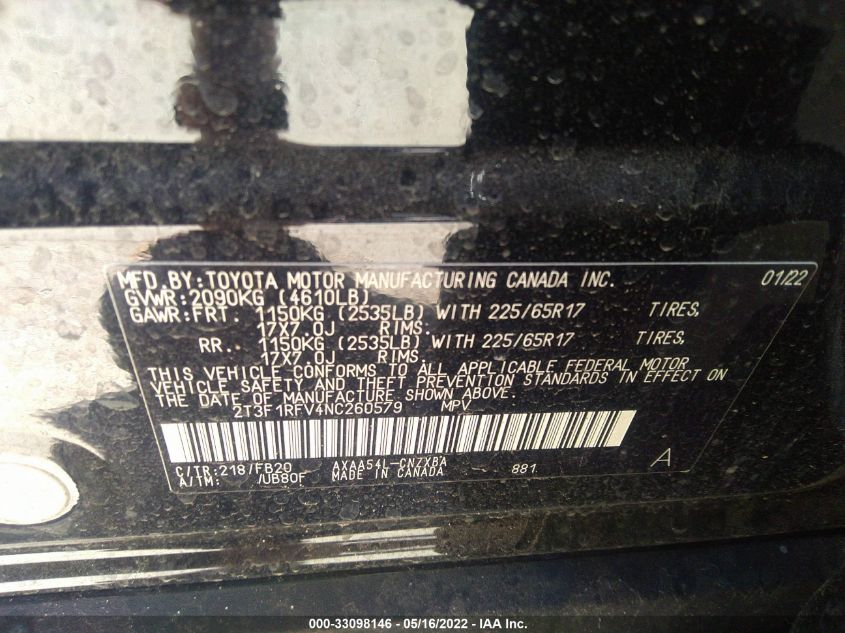 MFD.BY:TOYOTA MOTOR MANUFACTURING CANADA INC. 01/22
GVWR:2090KG (4610LB)
GAWR:FRT. 1150KG (2535LB) WITH 225/65R17 TIRES,
17X7.0J RIMS.
RR.. 1150KG (2535LB) WITH 225/65R17 TIRES,
17X7.0J RIMS.
THIS VEHICLE CONFORMS TO ALL APPLICABLE FEDERAL MOTOR
VEHICLE SAFETY AND THEFT PREVENTION STANDARDS IN EFFECT ON
THE DATE OF MANUFACTURE SHOWN ABOVE.
2T3F1RFV4NC260579 MPV
C/TR:218/FB20 AXAA54L-CNZXBA
A/TM: /UB80F MADE IN CANADA 881 A
000-33098146 - 05/16/2022 - IAA Inc.